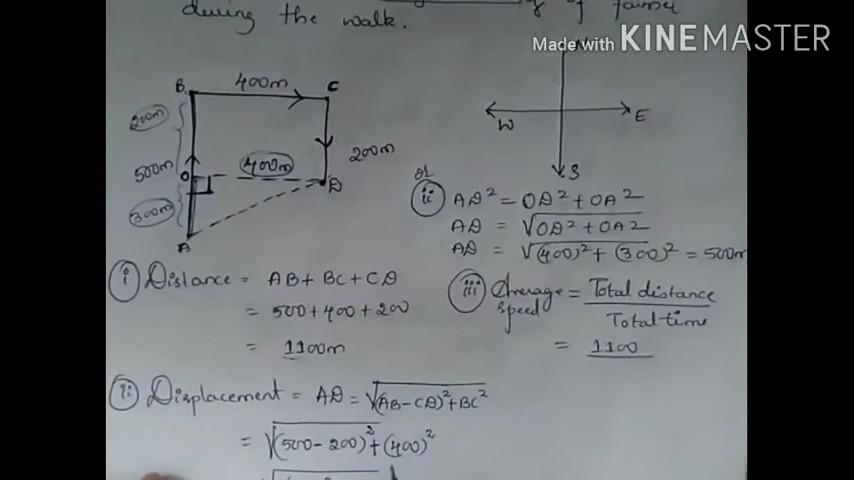 during the walk.
of farmer
Made with KINEMASTER
N
W
E
S
B
400m
C
200m
500m
O
400m
200m
D
300m
A
(i) Distance = AB + BC + CD
= 500 + 400 + 200
= 1100m
(ii) Displacement = AD = √(AB-CD)²+BC²
= √(500-200)²+(400)²
or
(ii) AD² = OD² + OA²
AD = √OD² + OA²
AD = √(400)² + (300)² = 500m
(iii) Average speed = Total distance
Total time
= 1100